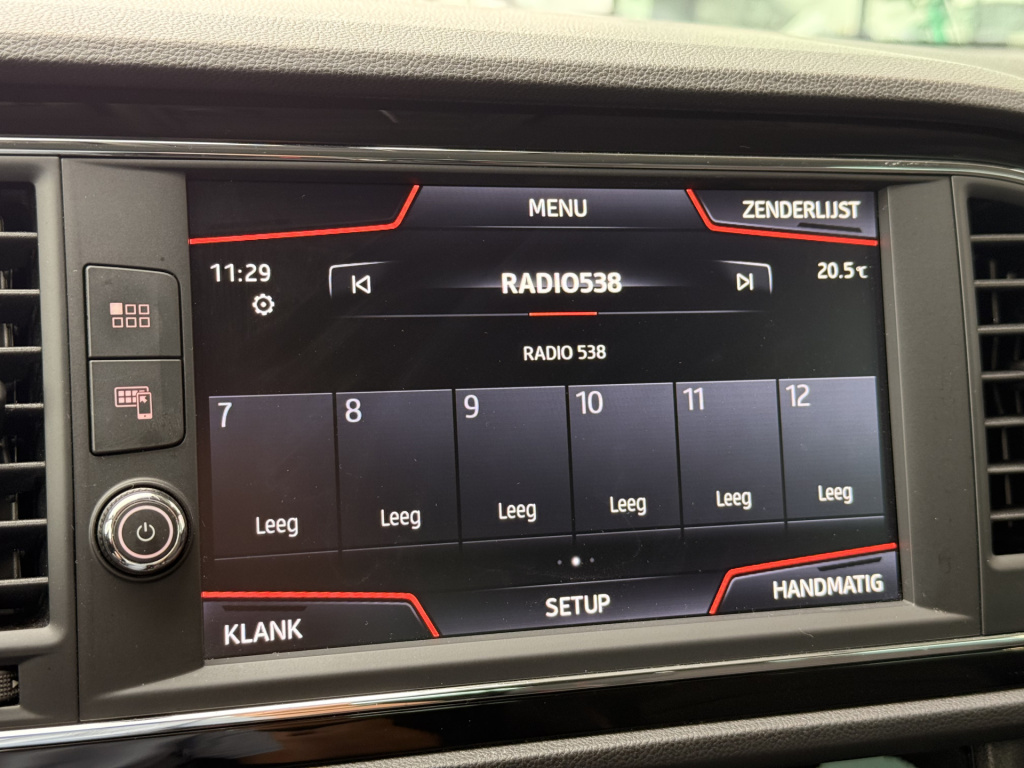 MENU
ZENDERLIJST
11:29
RADIO538
20.5°C
RADIO 538
7
8
9
10
11
12
Leeg
Leeg
Leeg
Leeg
Leeg
Leeg
KLANK
SETUP
HANDMATIG